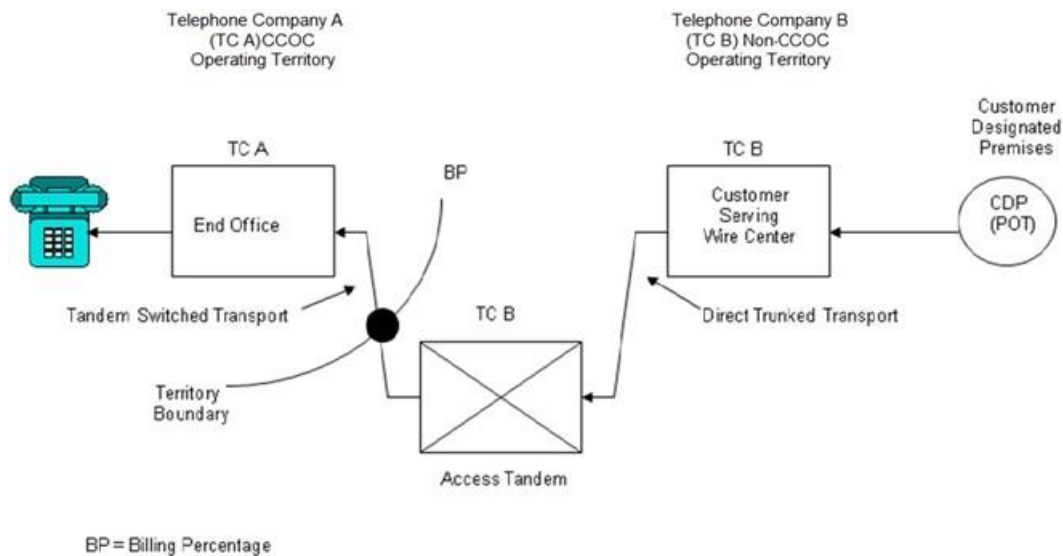 Telephone Company A
(TC A)CCOC
Operating Territory
Telephone Company B
(TC B) Non-CCOC
Operating Territory
Customer
Designated
Premises
TC A
BP
TC B
End Office
Customer
Serving
Wire Center
CDP
(POT)
Tandem Switched Transport
TC B
Direct Trunked Transport
Territory
Boundary
Access Tandem
BP = Billing Percentage